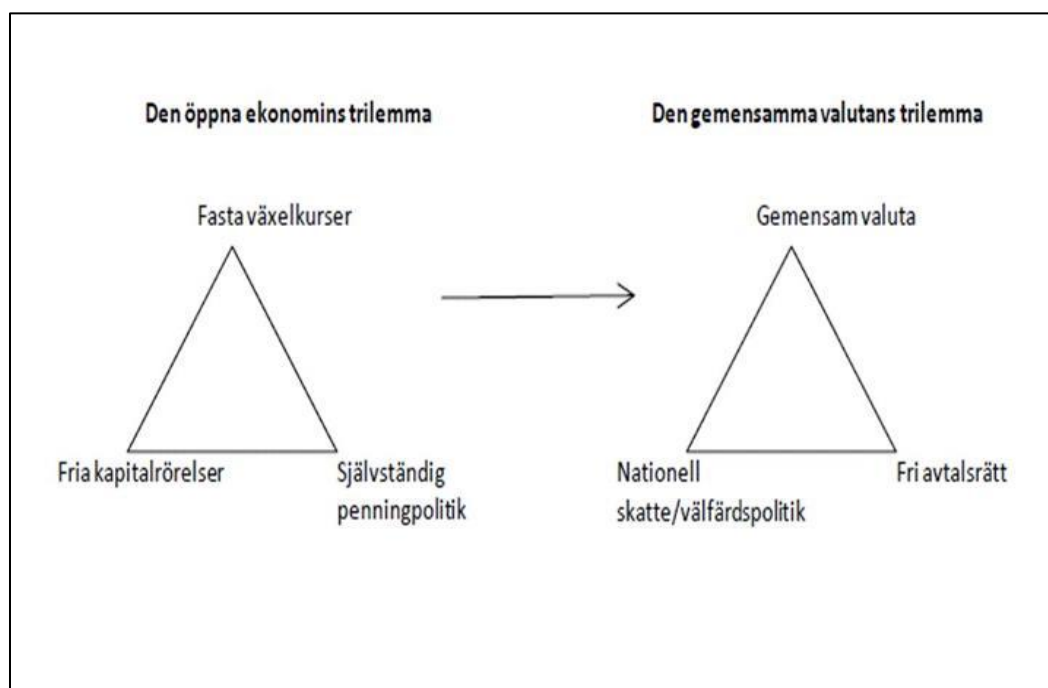 Den öppna ekonomins trilemma
Den gemensamma valutans trilemma
Fasta växelkurser
Gemensam valuta
Fria kapitalrörelser
Självständig
penningpolitik
Nationell
skatte/välfärdspolitik
Fri avtalsrätt